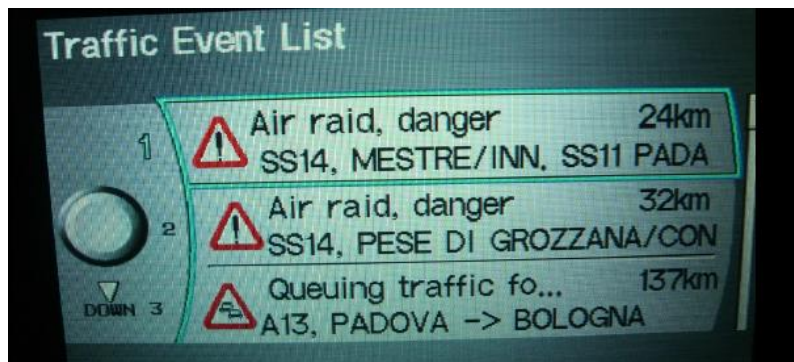 Traffic Event List
1
Air raid, danger 24km
SS14, MESTRE/INN. SS11 PADA
2
Air raid, danger 32km
SS14, PESE DI GROZZANA/CON
DOWN 3
Queuing traffic fo... 137km
A13, PADOVA -> BOLOGNA